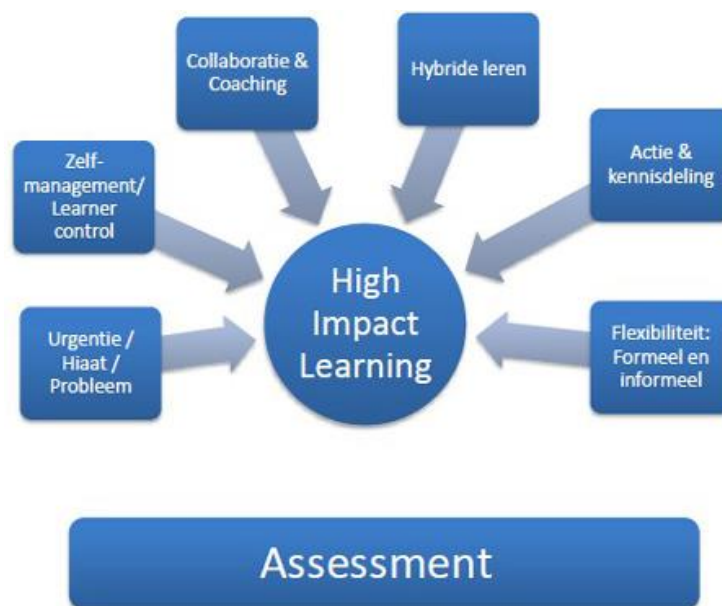 Collaboratie &
Coaching
Hybride leren
Zelf-
management/
Learner
control
Actie &
kennisdeling
High
Impact
Learning
Urgentie /
Hiaat /
Probleem
Flexibiliteit:
Formeel en
informeel
Assessment